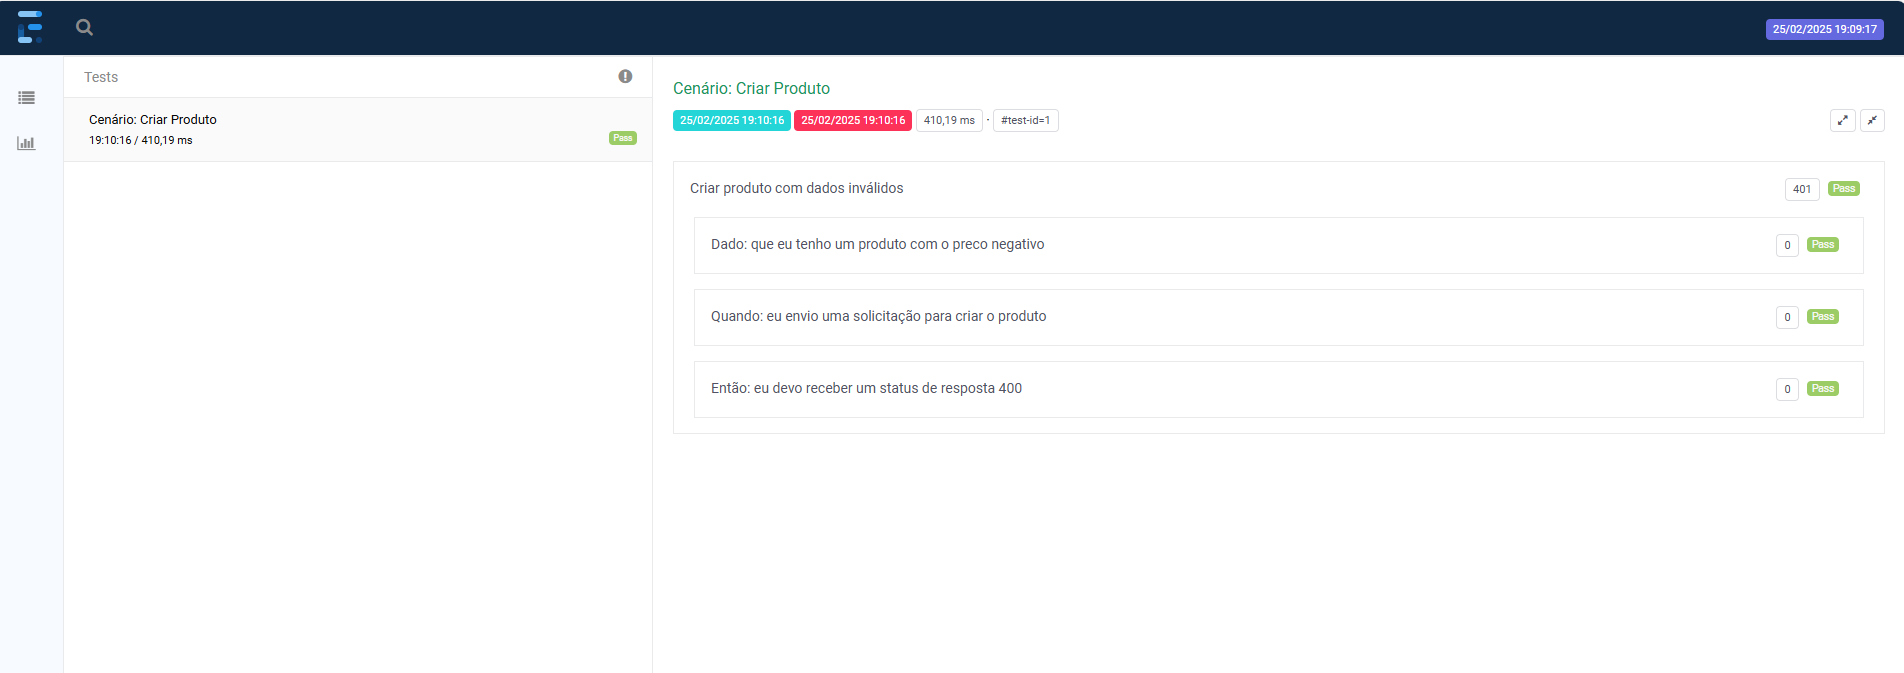 25/02/2025 19:09:17
Tests
Cenário: Criar Produto
19:10:16 / 410,19 ms
Pass
Cenário: Criar Produto
25/02/2025 19:10:16 25/02/2025 19:10:16 410,19 ms · #test-id=1
Criar produto com dados inválidos 401 Pass
Dado: que eu tenho um produto com o preco negativo 0 Pass
Quando: eu envio uma solicitação para criar o produto 0 Pass
Então: eu devo receber um status de resposta 400 0 Pass